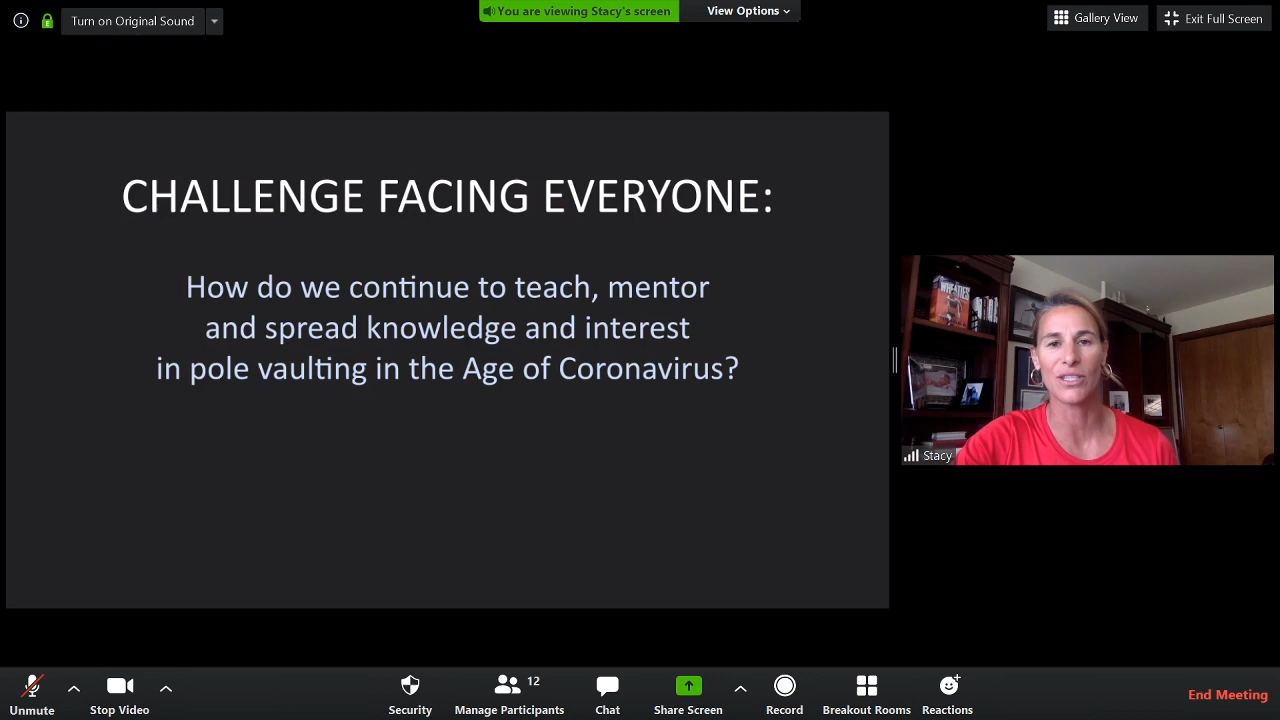 Turn on Original Sound
You are viewing Stacy's screen
View Options
Gallery View
Exit Full Screen
CHALLENGE FACING EVERYONE:
How do we continue to teach, mentor
and spread knowledge and interest
in pole vaulting in the Age of Coronavirus?
WHEATIES
Stacy
Unmute
Stop Video
Security
12
Manage Participants
Chat
Share Screen
Record
Breakout Rooms
Reactions
End Meeting